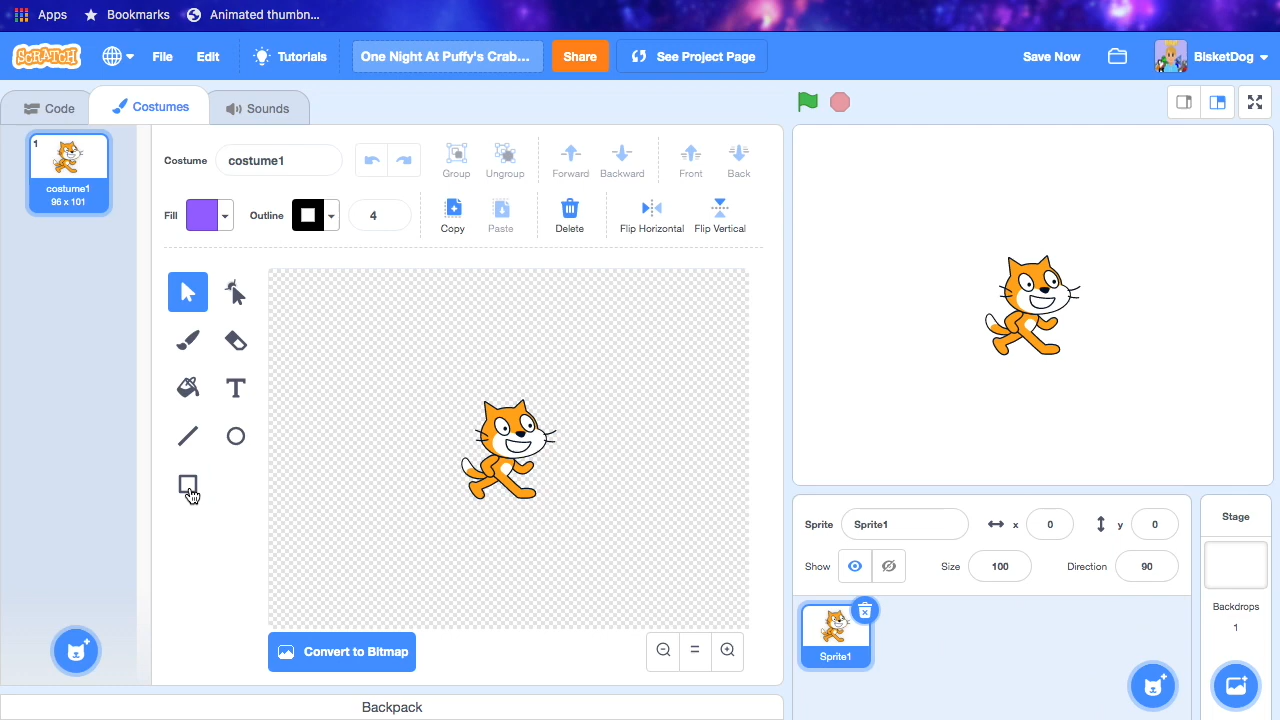 Apps Bookmarks Animated thumbn...
SCRATCH File Edit Tutorials One Night At Puffy's Crab... Share See Project Page Save Now BisketDog
Code Costumes Sounds
1
costume1
96 x 101
Costume costume1 Group Ungroup Forward Backward Front Back
Fill Outline 4 Copy Paste Delete Flip Horizontal Flip Vertical
T
Convert to Bitmap
Backpack
Sprite Sprite1 x 0 y 0
Show Size 100 Direction 90
Sprite1
Stage
Backdrops
1